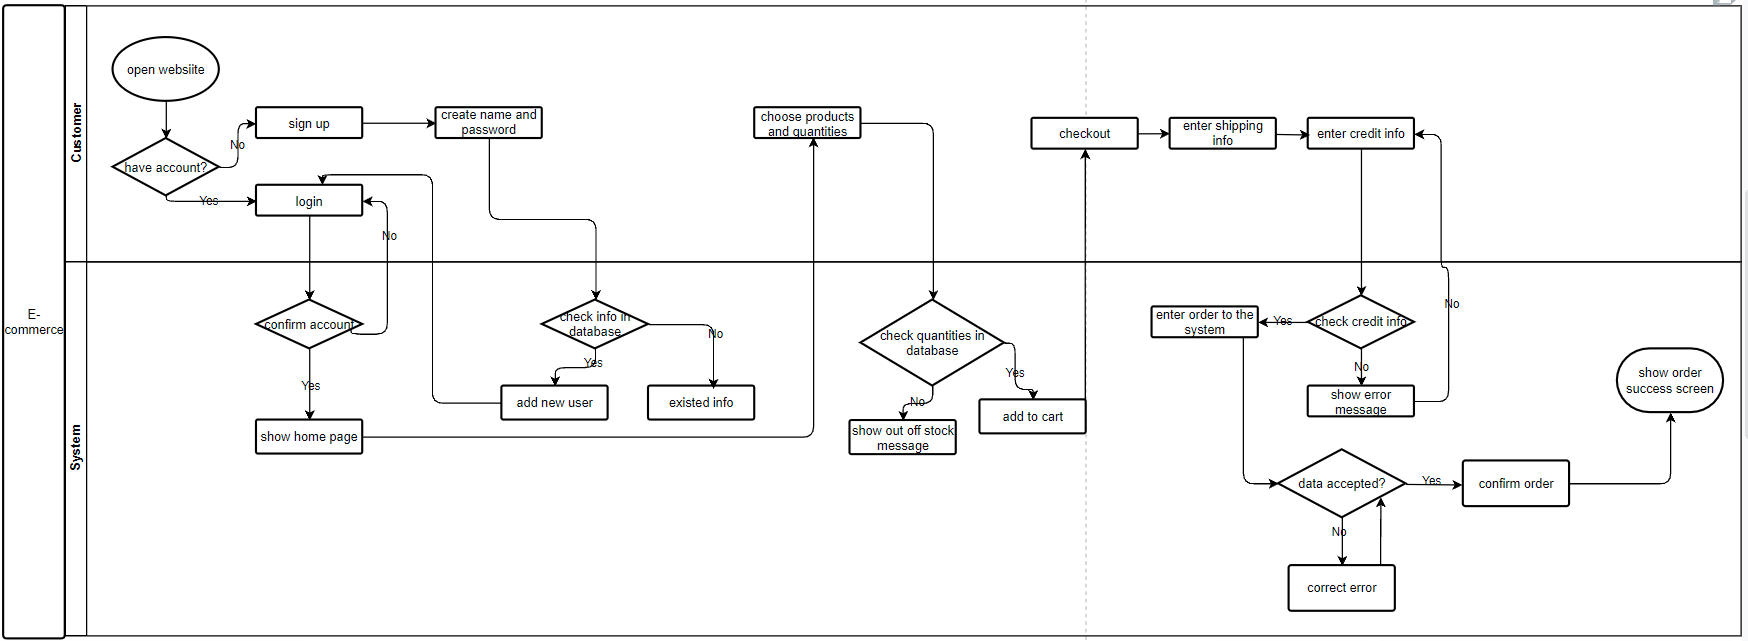 E-
commerce
Customer
System
open websiite
have account?
No
Yes
sign up
create name and
password
login
No
confirm account
Yes
show home page
check info in
database
Yes
No
add new user
existed info
choose products
and quantities
check quantities in
database
No
Yes
show out off stock
message
add to cart
checkout
enter shipping
info
enter credit info
No
check credit info
Yes
No
enter order to the
system
show error
message
data accepted?
Yes
No
correct error
confirm order
show order
success screen